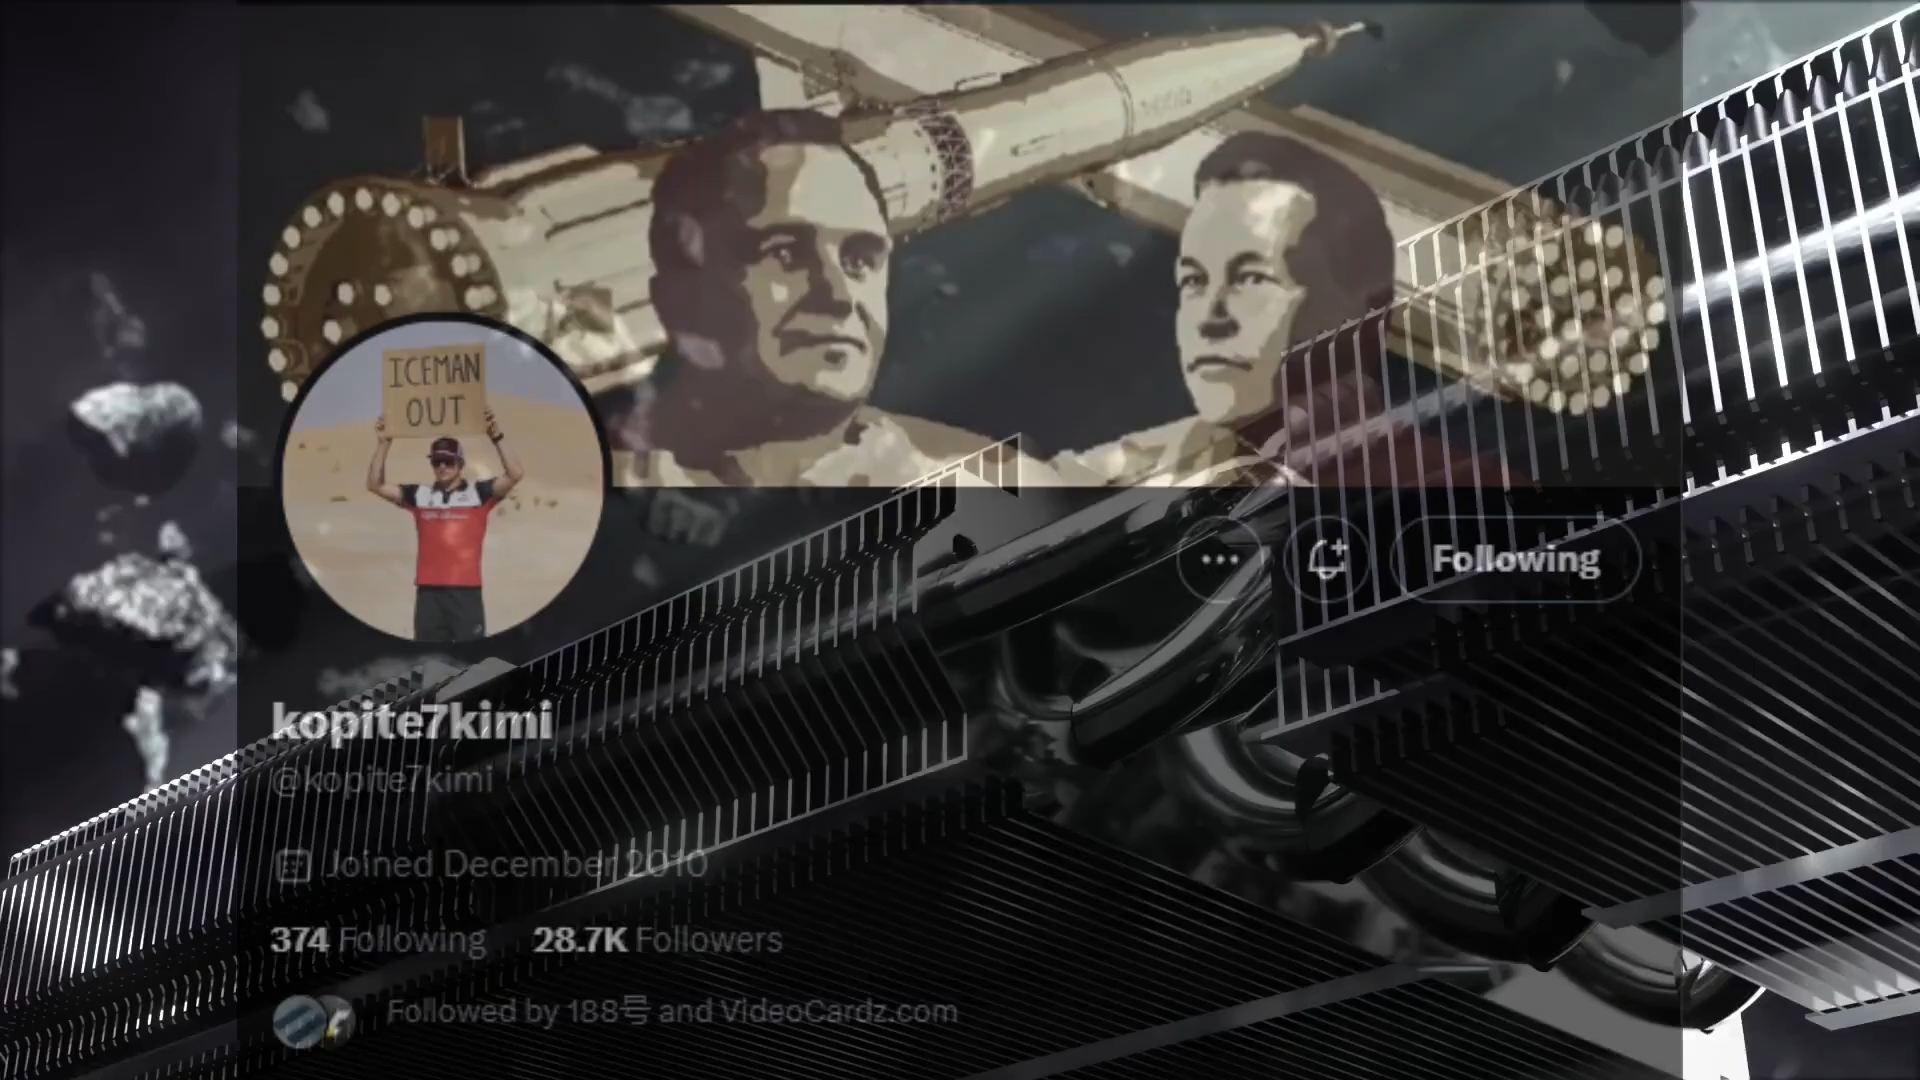 ICEMAN
OUT
Following
kopite7kimi
@kopite7kimi
Joined December 2010
374 Following 28.7K Followers
Followed by 188号 and VideoCardz.com